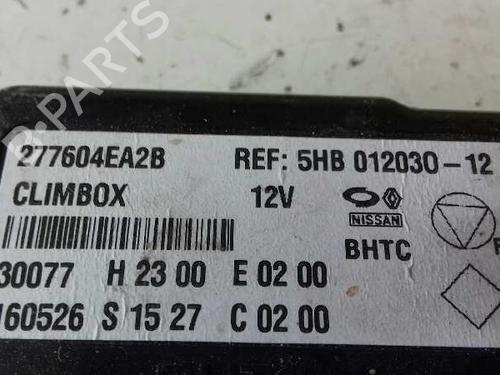 277604EA2B REF: 5HB 012030-12
CLIMBOX 12V
NISSAN
BHTC
30077 H 23 00 E 02 00
160526 S 15 27 C 02 00